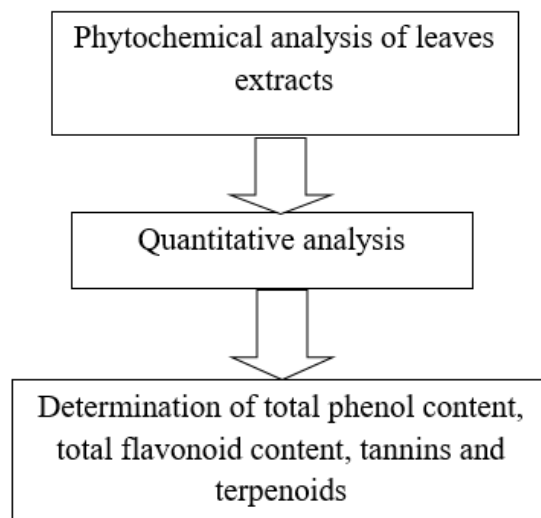 Phytochemical analysis of leaves
extracts
Quantitative analysis
Determination of total phenol content,
total flavonoid content, tannins and
terpenoids